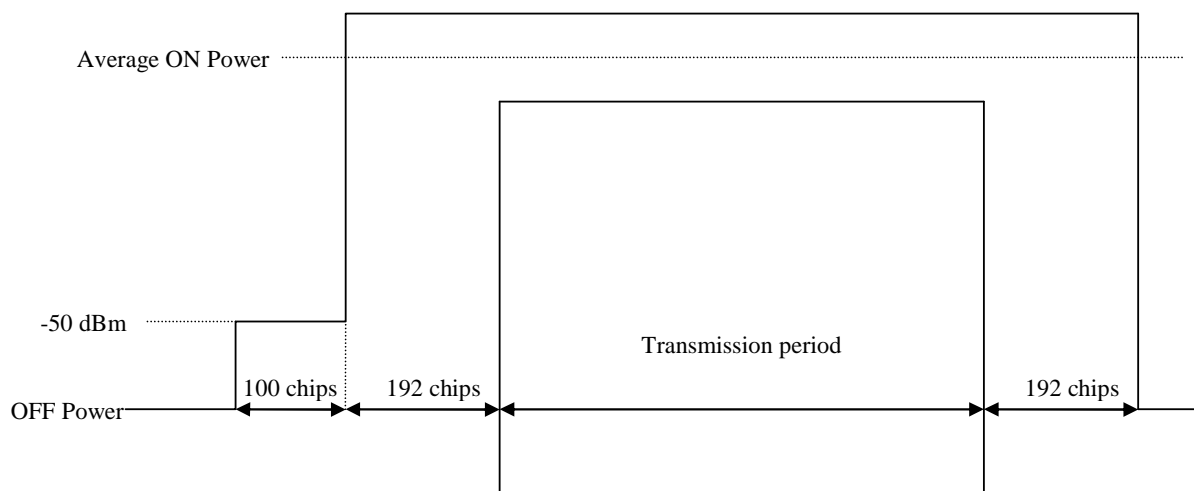 Average ON Power
-50 dBm
Transmission period
100 chips
192 chips
192 chips
OFF Power